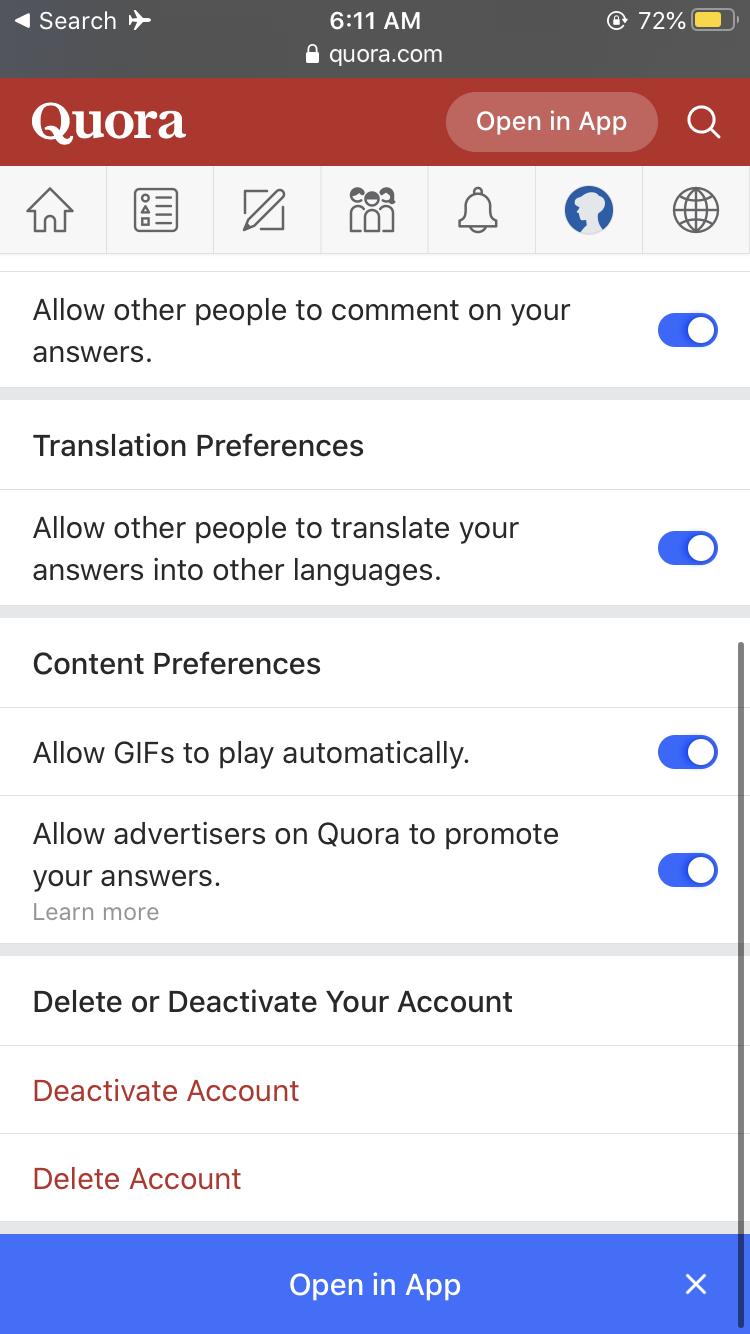 Search
6:11 AM
72%
quora.com
Quora
Open in App
Allow other people to comment on your
answers.
Translation Preferences
Allow other people to translate your
answers into other languages.
Content Preferences
Allow GIFs to play automatically.
Allow advertisers on Quora to promote
your answers.
Learn more
Delete or Deactivate Your Account
Deactivate Account
Delete Account
Open in App